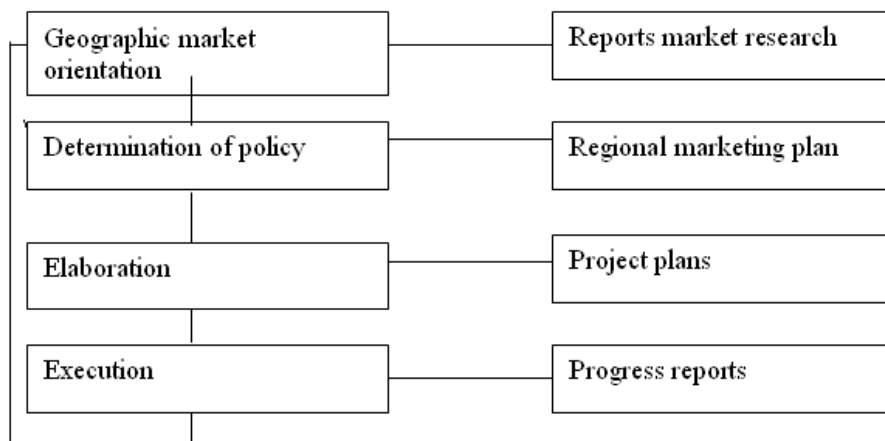 Geographic market
orientation
Reports market research
Determination of policy
Regional marketing plan
Elaboration
Project plans
Execution
Progress reports